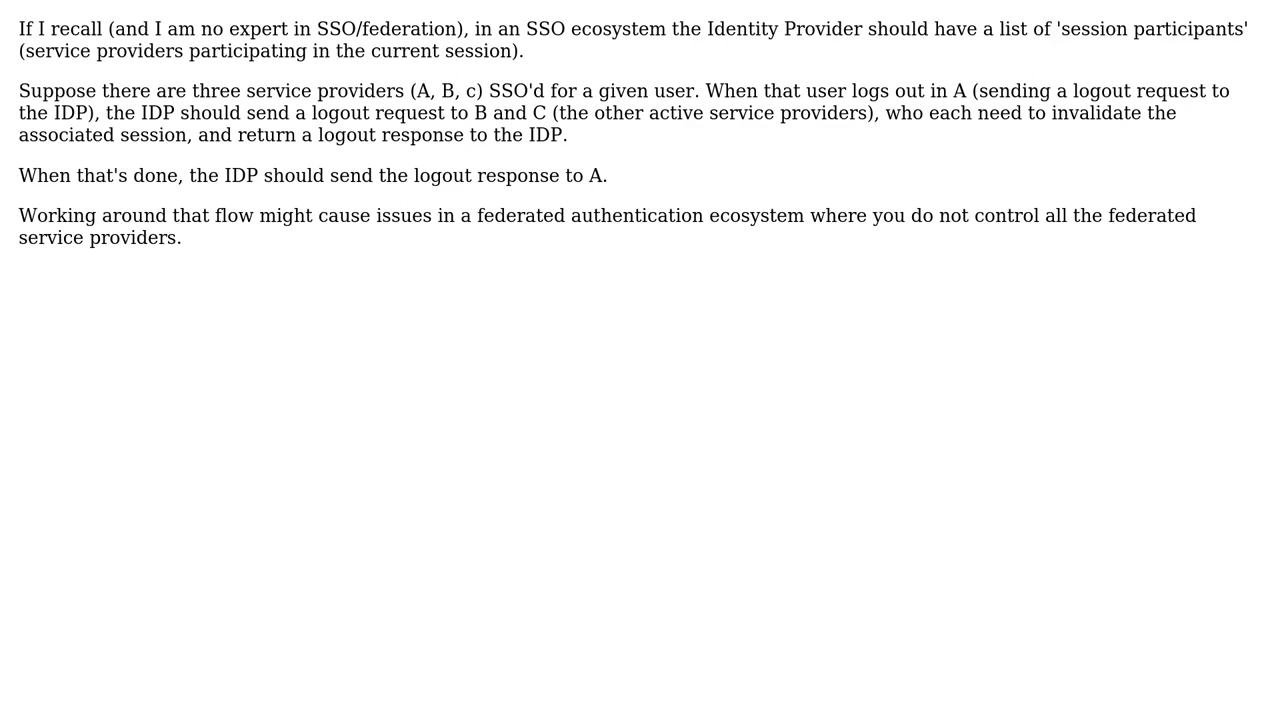 If I recall (and I am no expert in SSO/federation), in an SSO ecosystem the Identity Provider should have a list of 'session participants'
(service providers participating in the current session).
Suppose there are three service providers (A, B, c) SSO'd for a given user. When that user logs out in A (sending a logout request to
the IDP), the IDP should send a logout request to B and C (the other active service providers), who each need to invalidate the
associated session, and return a logout response to the IDP.
When that's done, the IDP should send the logout response to A.
Working around that flow might cause issues in a federated authentication ecosystem where you do not control all the federated
service providers.